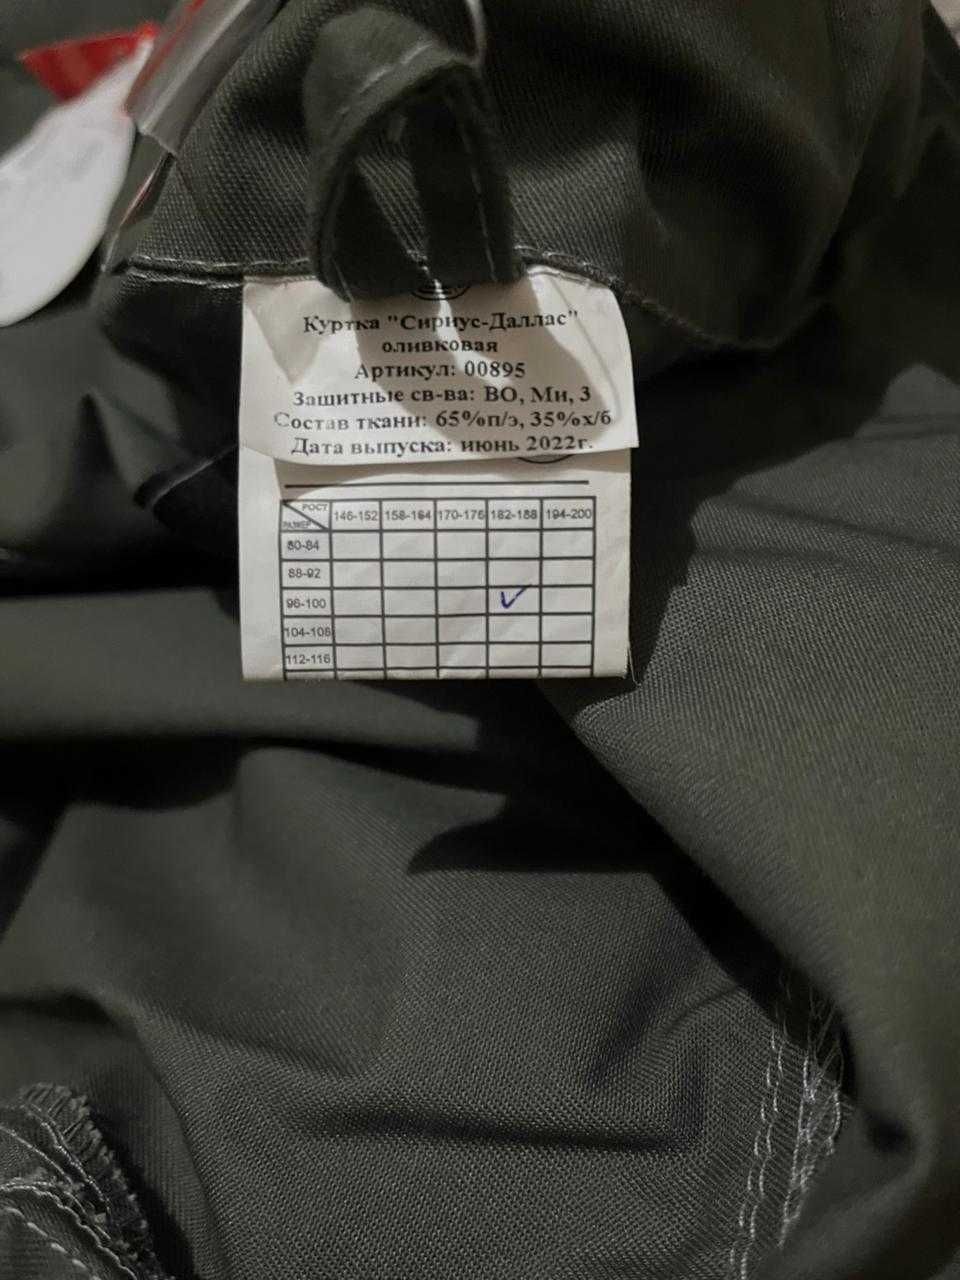 Куртка "Сириус-Даллас"
оливковая
Артикул: 00895
Защитные св-ва: ВО, Ми, З
Состав ткани: 65%п/э, 35%х/б
Дата выпуска: июнь 2022г.
РОСТ
РАЗМЕР
146-152 158-164 170-176 182-188 194-200
80-84
88-92
96-100
104-108
112-116